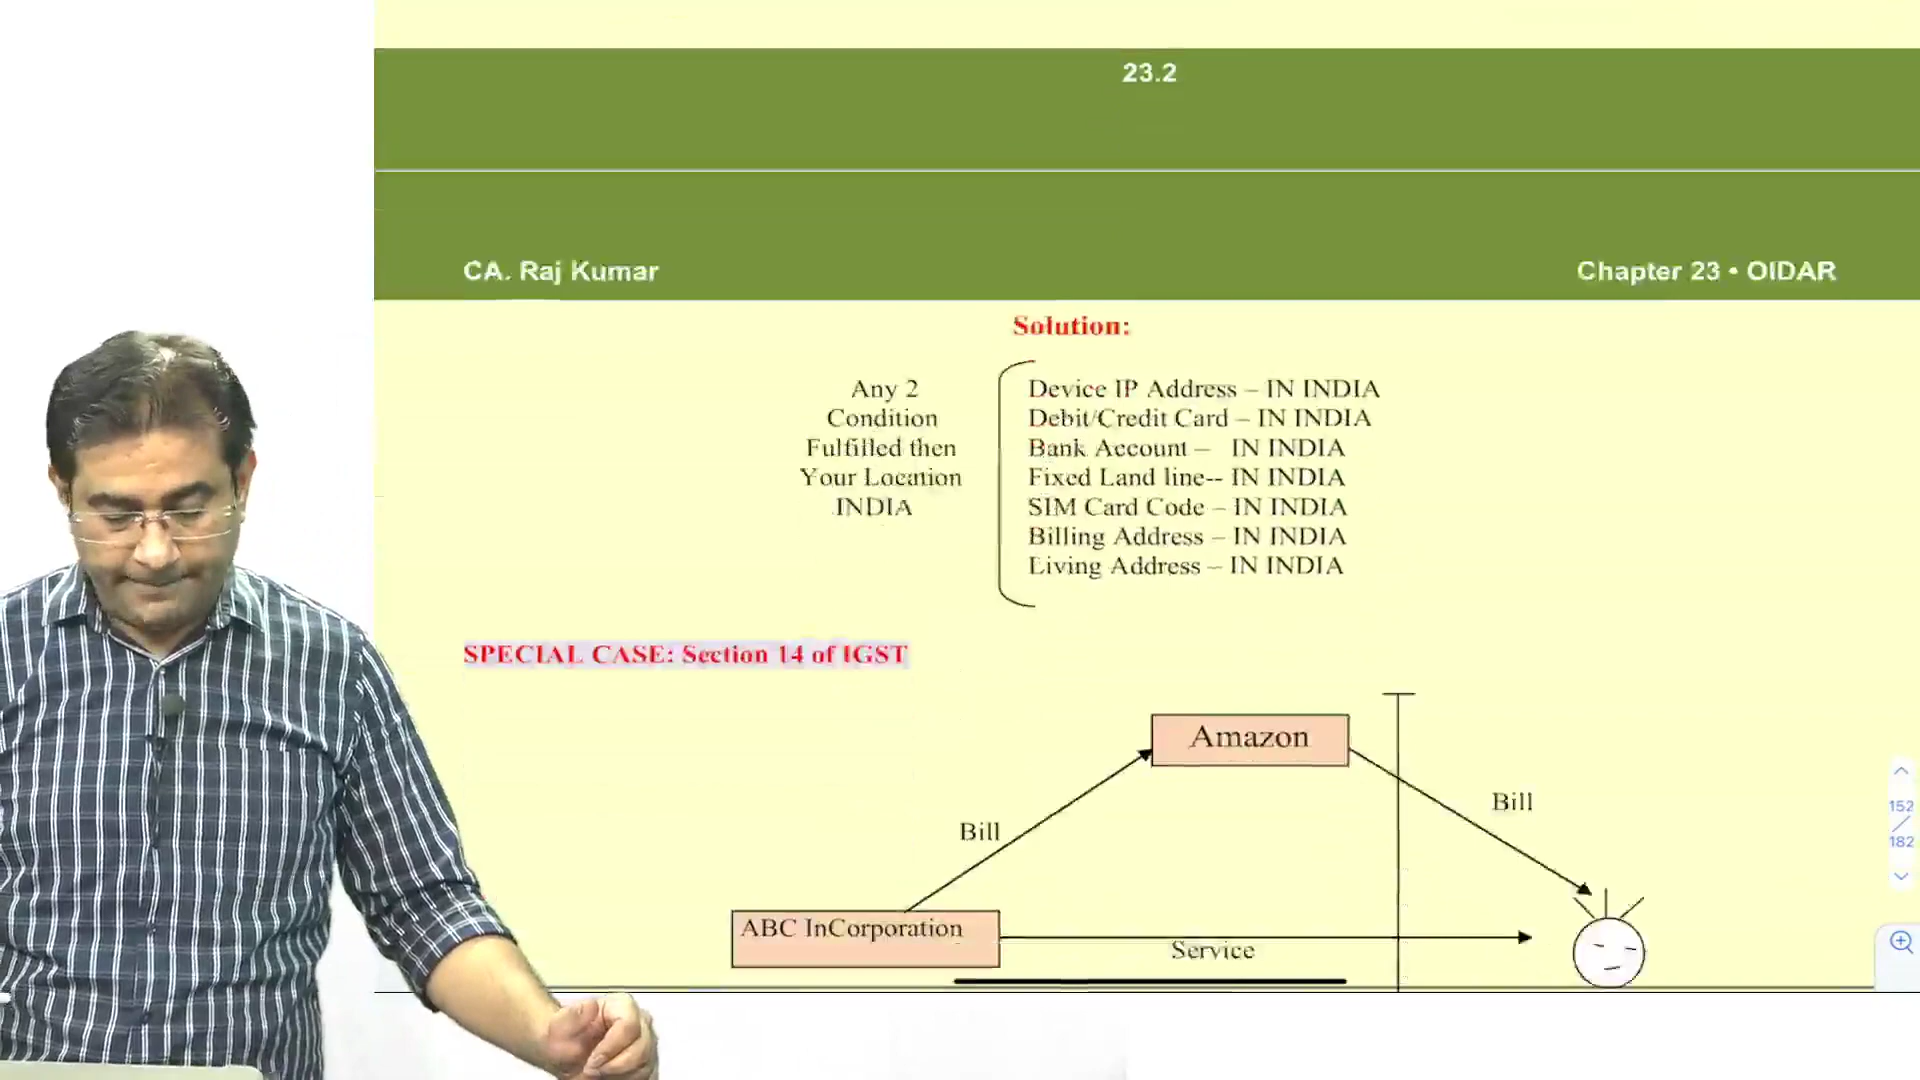 23.2
CA. Raj Kumar
Chapter 23 • OIDAR
Solution:
Any 2
Condition
Fulfilled then
Your Location
INDIA
Device IP Address – IN INDIA
Debit/Credit Card – IN INDIA
Bank Account – IN INDIA
Fixed Land line-- IN INDIA
SIM Card Code – IN INDIA
Billing Address – IN INDIA
Living Address – IN INDIA
SPECIAL CASE: Section 14 of IGST
Amazon
Bill
Bill
ABC InCorporation
Service
152
/
182